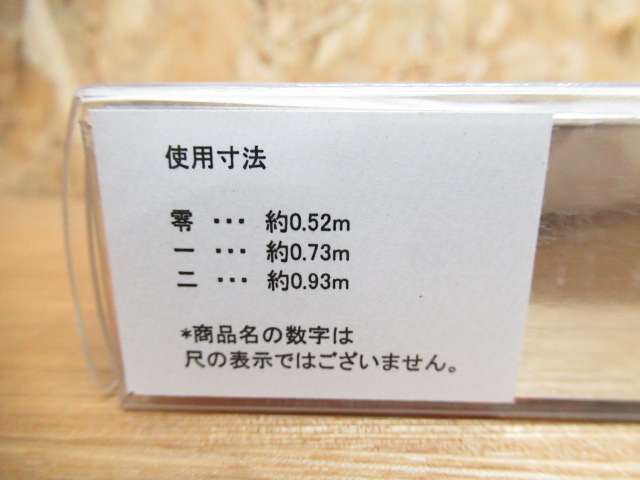 使用寸法
零 ･･･ 約0.52m
一 ･･･ 約0.73m
二 ･･･ 約0.93m
*商品名の数字は
尺の表示ではございません。